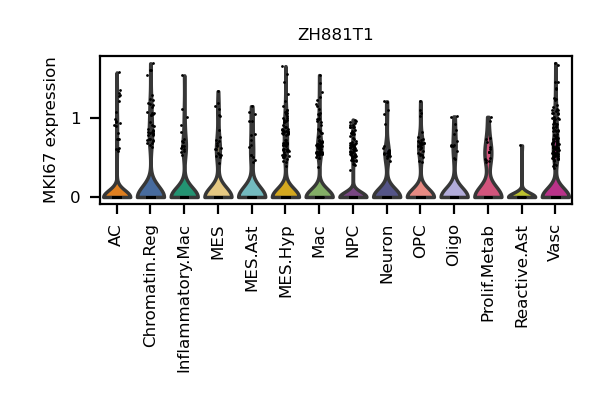 ZH881T1
MKI67 expression
1
0
AC
Chromatin.Reg
Inflammatory.Mac
MES
MES.Ast
MES.Hyp
Mac
NPC
Neuron
OPC
Oligo
Prolif.Metab
Reactive.Ast
Vasc